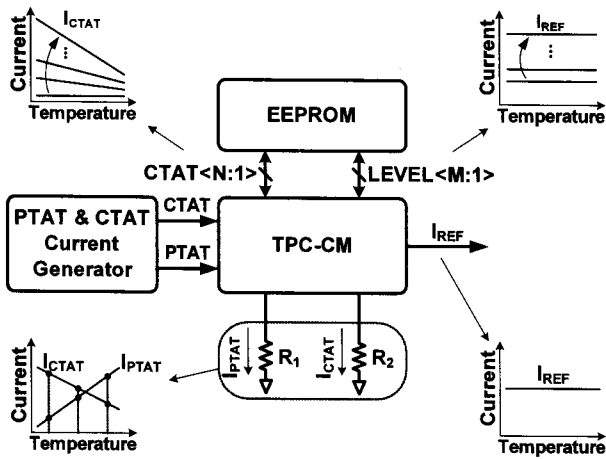 Current
I_CTAT
...
Temperature
Current
I_REF
...
Temperature
EEPROM
CTAT<N:1>
LEVEL<M:1>
PTAT & CTAT
Current
Generator
CTAT
PTAT
TPC-CM
I_REF
I_PTAT
R_1
I_CTAT
R_2
Current
I_CTAT
I_PTAT
Temperature
Current
I_REF
Temperature